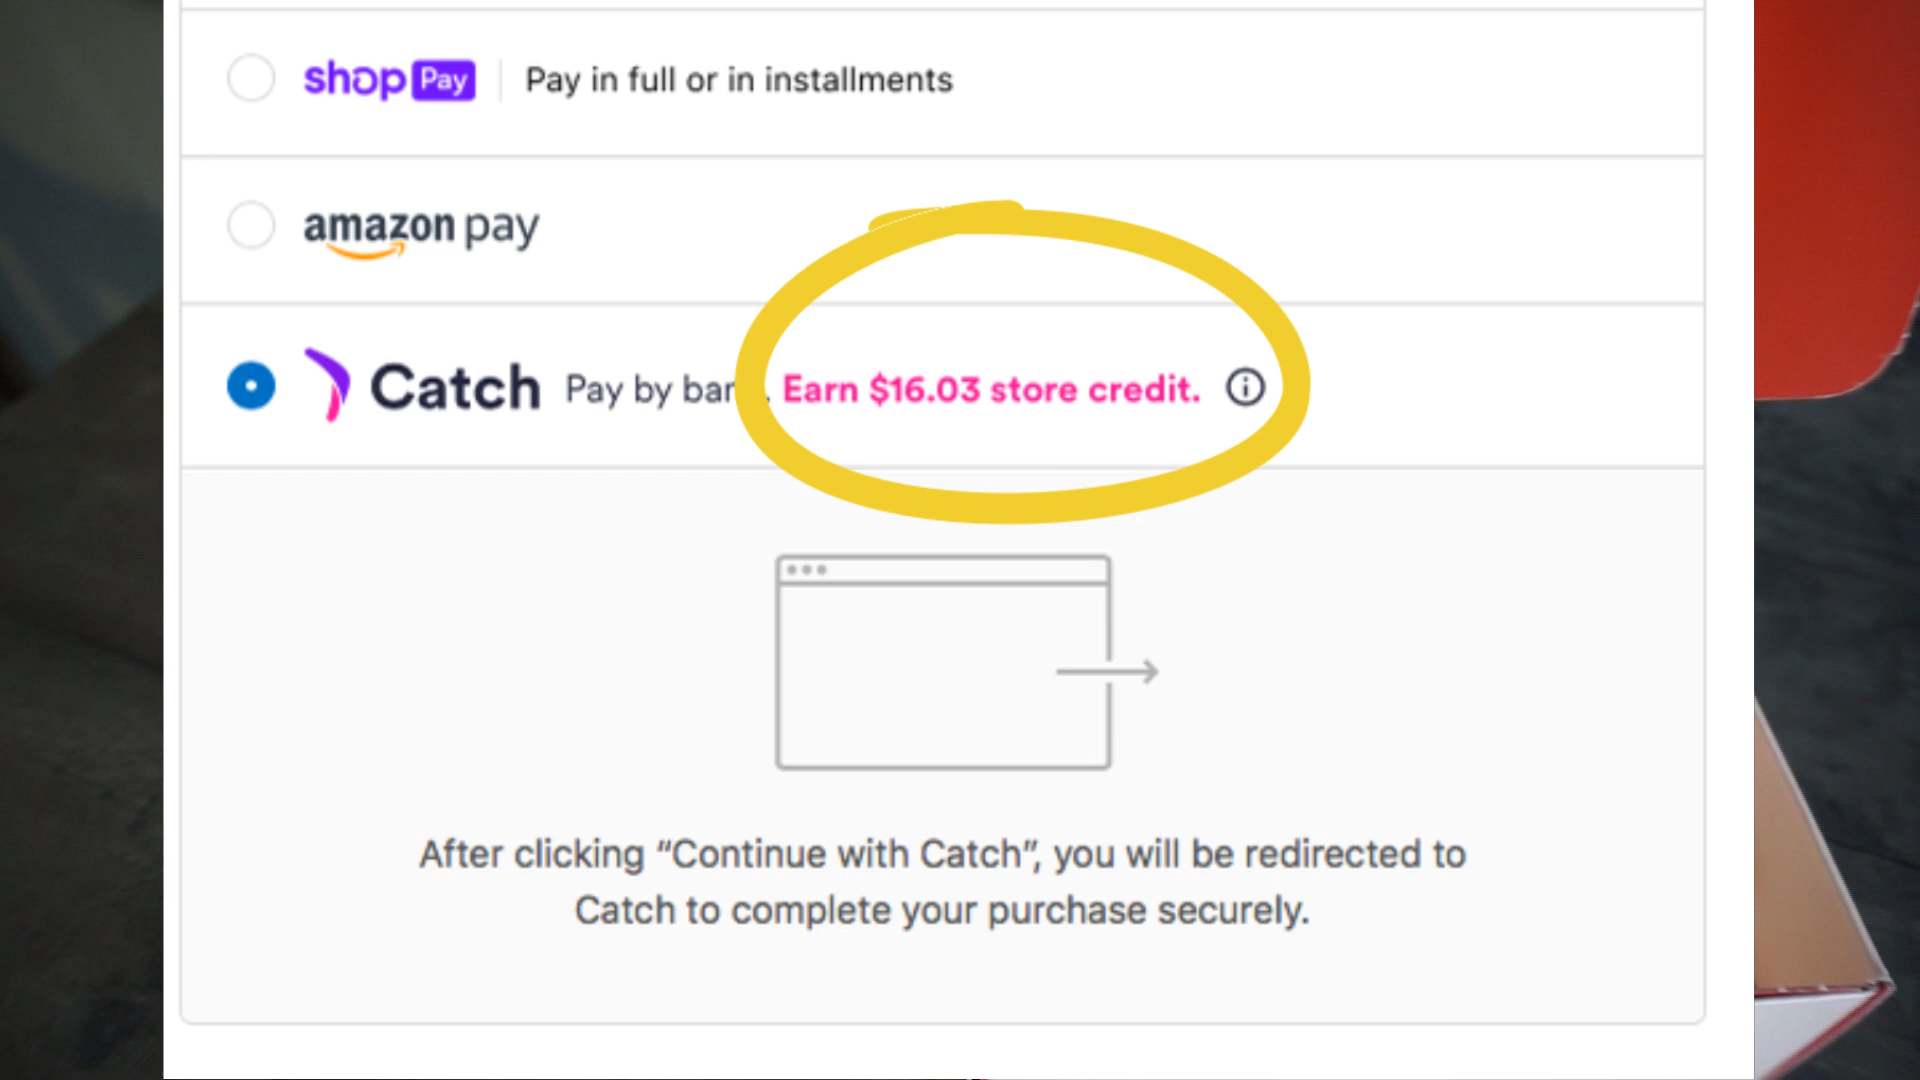 shop Pay Pay in full or in installments
amazon pay
Catch Pay by Earn $16.03 store credit.
After clicking “Continue with Catch”, you will be redirected to
Catch to complete your purchase securely.